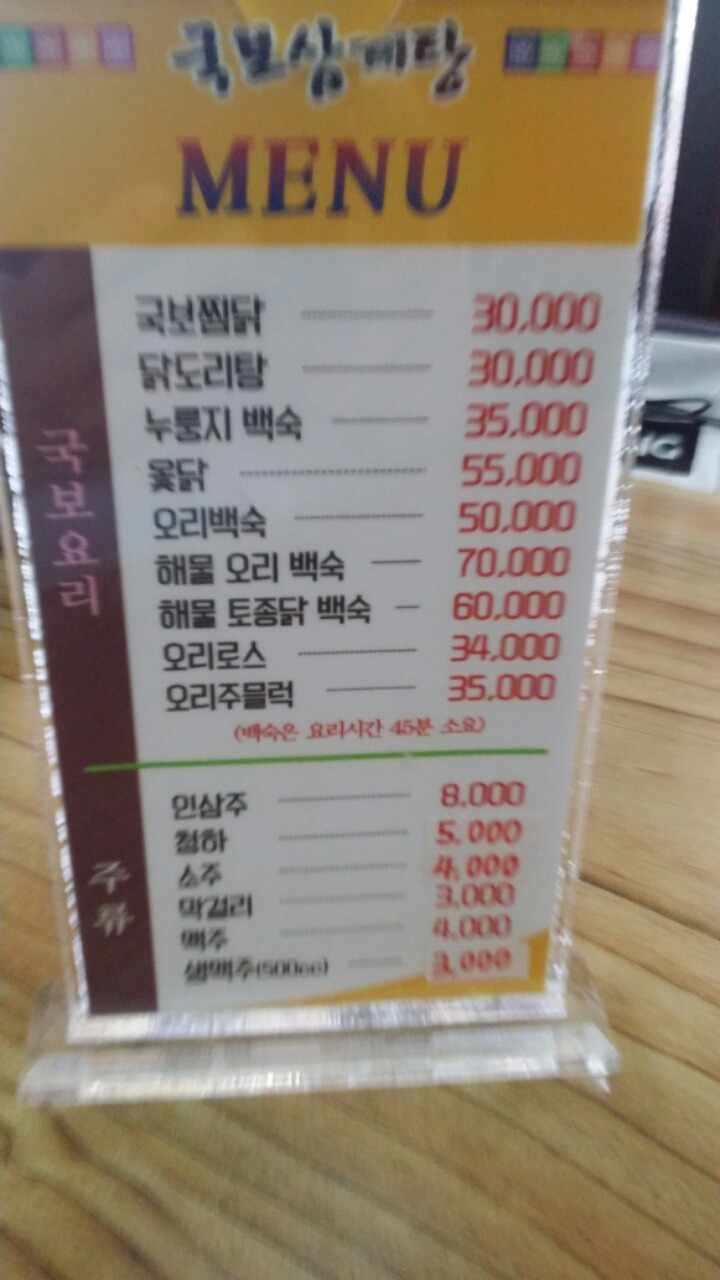 국보삼계탕
MENU
국보요리
국보찜닭 30,000
닭도리탕 30,000
누룽지 백숙 35,000
옻닭 55,000
오리백숙 50,000
해물 오리 백숙 70,000
해물 토종닭 백숙 60,000
오리로스 34,000
오리주물럭 35,000
(백숙은 요리시간 45분 소요)
주류
인삼주 8,000
청하 5,000
소주 4,000
막걸리 3,000
맥주 4,000
생맥주(500cc) 3,000